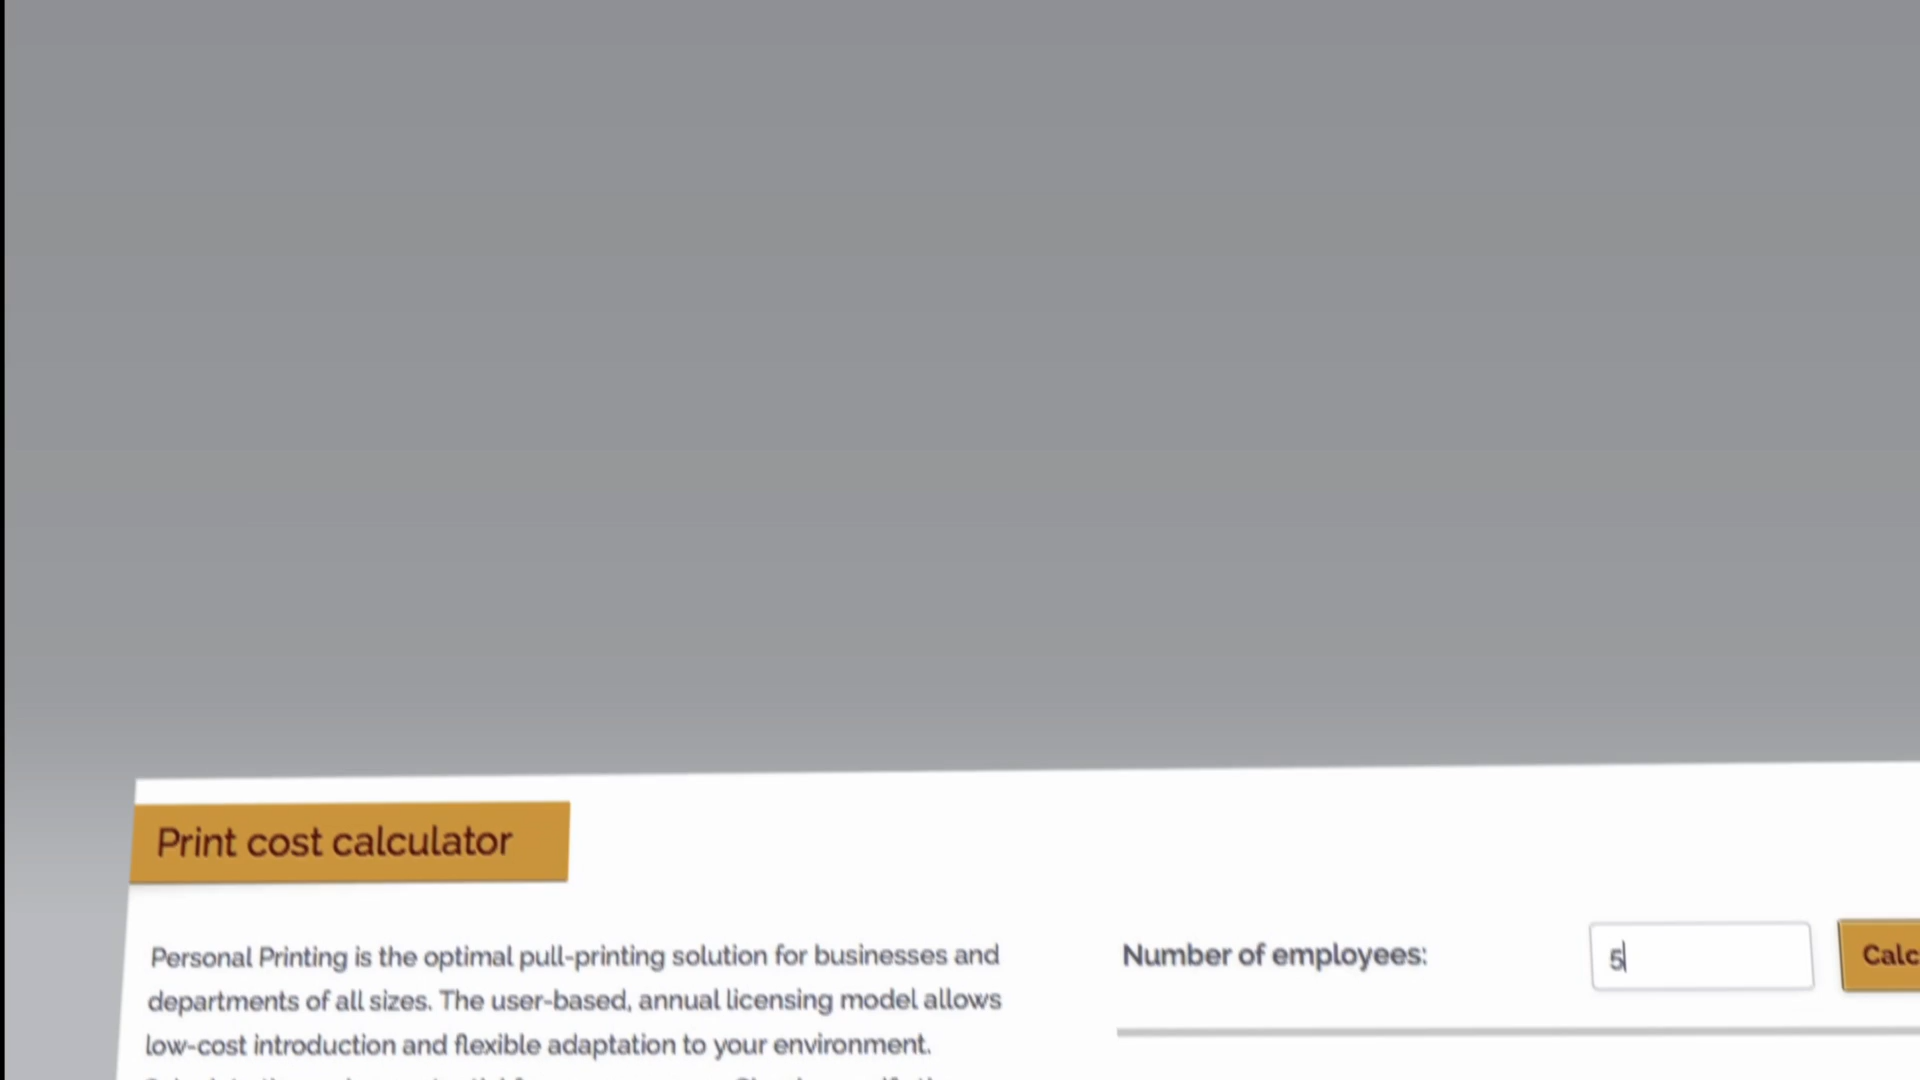 Print cost calculator
Personal Printing is the optimal pull-printing solution for businesses and
departments of all sizes. The user-based, annual licensing model allows
low-cost introduction and flexible adaptation to your environment.
Number of employees:
5
Calc